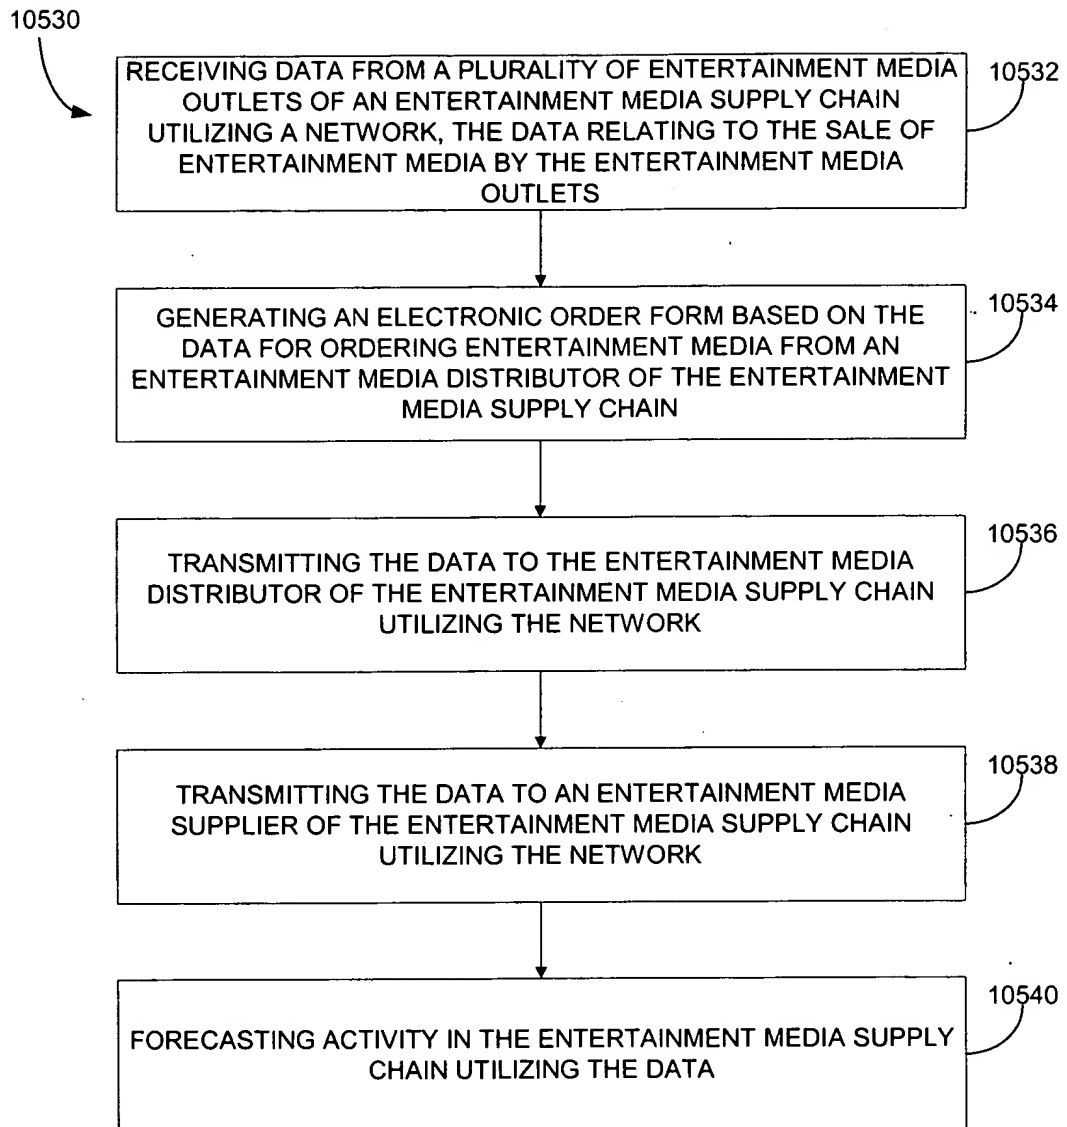 10530
RECEIVING DATA FROM A PLURALITY OF ENTERTAINMENT MEDIA
OUTLETS OF AN ENTERTAINMENT MEDIA SUPPLY CHAIN
UTILIZING A NETWORK, THE DATA RELATING TO THE SALE OF
ENTERTAINMENT MEDIA BY THE ENTERTAINMENT MEDIA
OUTLETS
10532
GENERATING AN ELECTRONIC ORDER FORM BASED ON THE
DATA FOR ORDERING ENTERTAINMENT MEDIA FROM AN
ENTERTAINMENT MEDIA DISTRIBUTOR OF THE ENTERTAINMENT
MEDIA SUPPLY CHAIN
10534
TRANSMITTING THE DATA TO THE ENTERTAINMENT MEDIA
DISTRIBUTOR OF THE ENTERTAINMENT MEDIA SUPPLY CHAIN
UTILIZING THE NETWORK
10536
TRANSMITTING THE DATA TO AN ENTERTAINMENT MEDIA
SUPPLIER OF THE ENTERTAINMENT MEDIA SUPPLY CHAIN
UTILIZING THE NETWORK
10538
FORECASTING ACTIVITY IN THE ENTERTAINMENT MEDIA SUPPLY
CHAIN UTILIZING THE DATA
10540